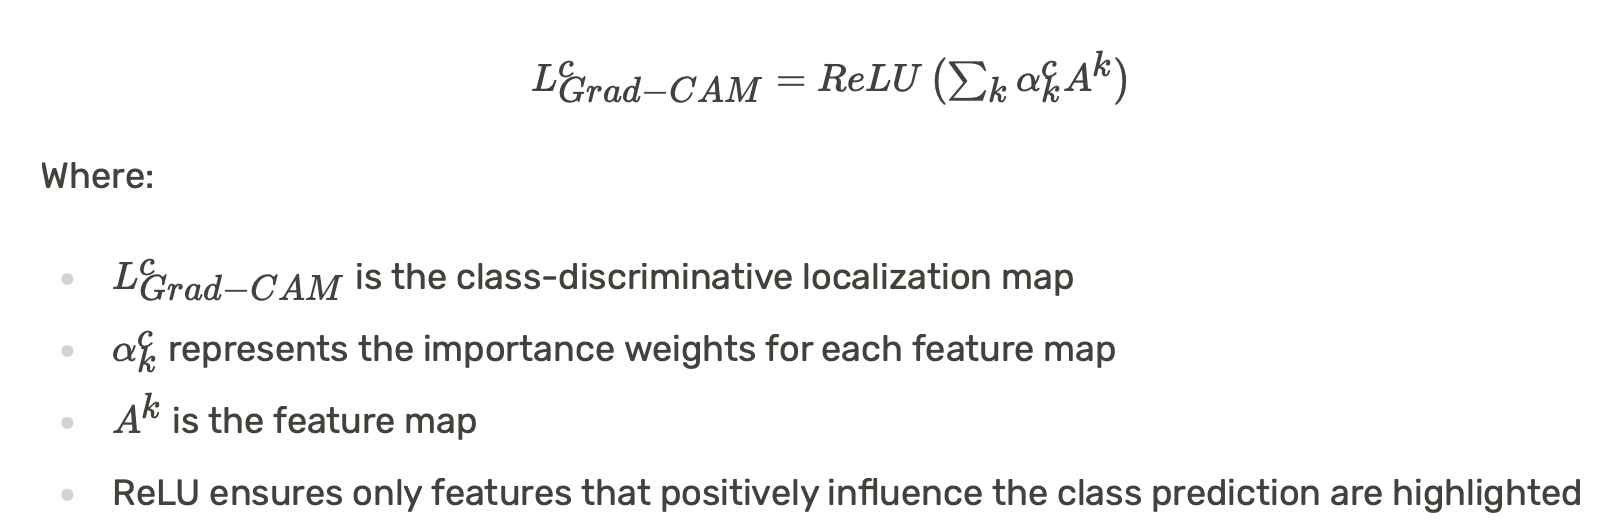 $L^c_{Grad-CAM} = ReLU\left(\sum_k \alpha^c_k A^k\right)$
Where:
• $L^c_{Grad-CAM}$ is the class-discriminative localization map
• $\alpha^c_k$ represents the importance weights for each feature map
• $A^k$ is the feature map
• ReLU ensures only features that positively influence the class prediction are highlighted